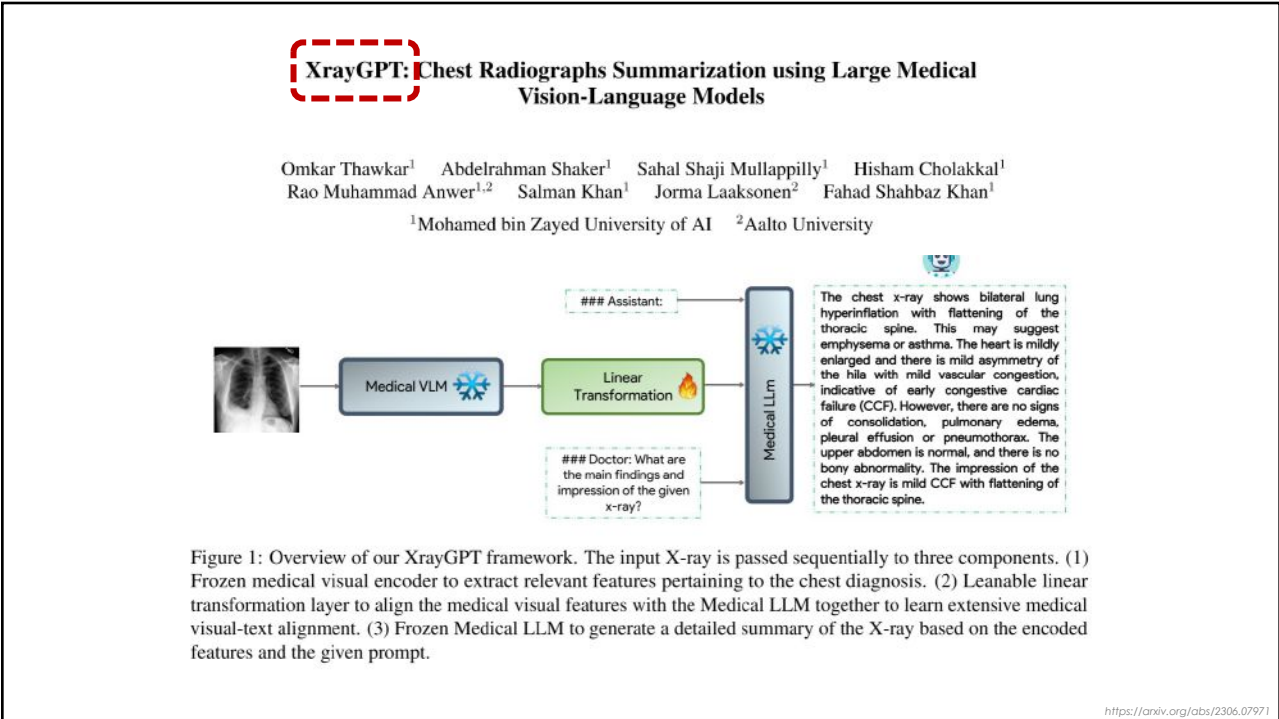 XrayGPT: Chest Radiographs Summarization using Large Medical
Vision-Language Models
Omkar Thawkar¹ Abdelrahman Shaker¹ Sahal Shaji Mullappilly¹ Hisham Cholakkal¹
Rao Muhammad Anwer¹,² Salman Khan¹ Jorma Laaksonen² Fahad Shahbaz Khan¹
¹Mohamed bin Zayed University of AI ²Aalto University
### Assistant:
Medical VLM
Linear
Transformation
### Doctor: What are
the main findings and
impression of the given
x-ray?
Medical LLm
The chest x-ray shows bilateral lung
hyperinflation with flattening of the
thoracic spine. This may suggest
emphysema or asthma. The heart is mildly
enlarged and there is mild asymmetry of
the hila with mild vascular congestion,
indicative of early congestive cardiac
failure (CCF). However, there are no signs
of consolidation, pulmonary edema,
pleural effusion or pneumothorax. The
upper abdomen is normal, and there is no
bony abnormality. The impression of the
chest x-ray is mild CCF with flattening of
the thoracic spine.
Figure 1: Overview of our XrayGPT framework. The input X-ray is passed sequentially to three components. (1)
Frozen medical visual encoder to extract relevant features pertaining to the chest diagnosis. (2) Leanable linear
transformation layer to align the medical visual features with the Medical LLM together to learn extensive medical
visual-text alignment. (3) Frozen Medical LLM to generate a detailed summary of the X-ray based on the encoded
features and the given prompt.
https://arxiv.org/abs/2306.07971